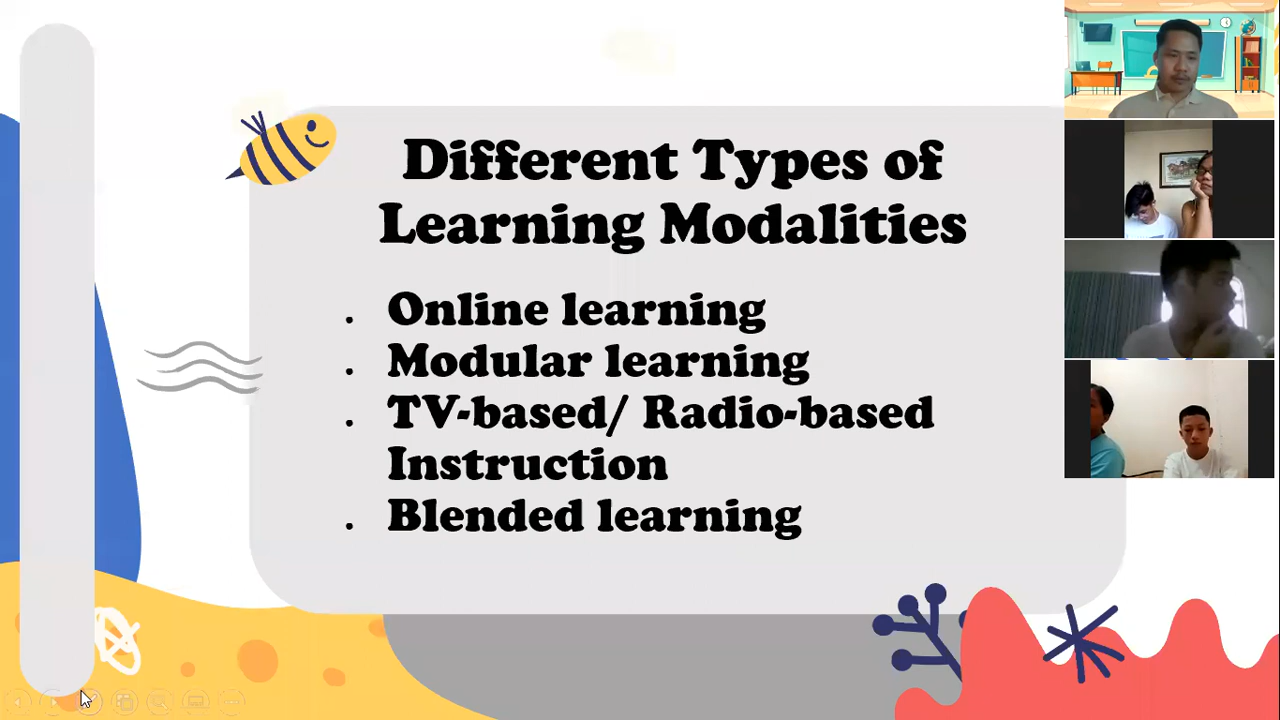 Different Types of
Learning Modalities
. Online learning
. Modular learning
. TV-based/ Radio-based
Instruction
. Blended learning